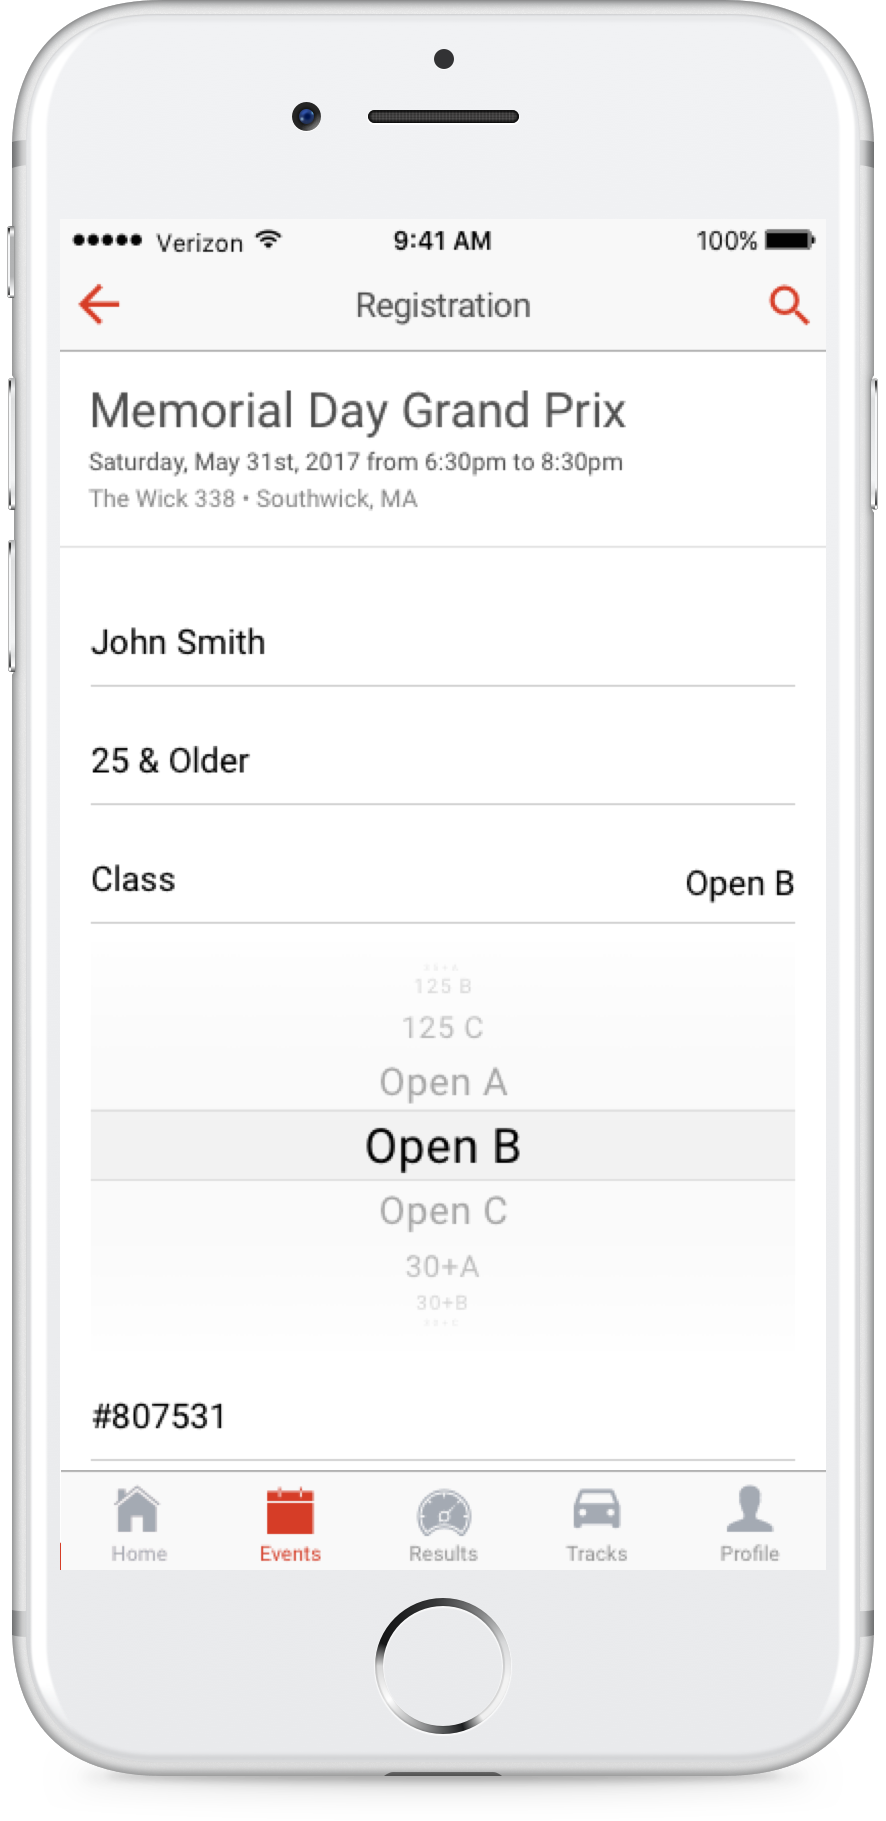 Verizon 9:41 AM 100%
Registration
Memorial Day Grand Prix
Saturday, May 31st, 2017 from 6:30pm to 8:30pm
The Wick 338 • Southwick, MA
John Smith
25 & Older
Class Open B
125 B
125 C
Open A
Open B
Open C
30+A
30+B
#807531
Home Events Results Tracks Profile